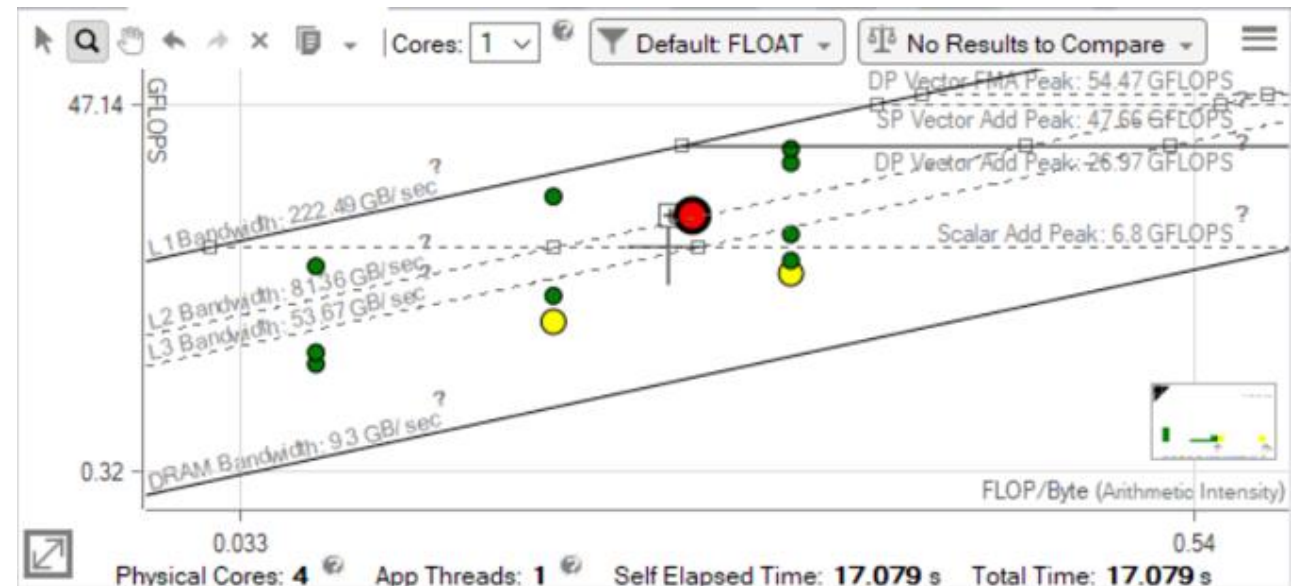 Cores: 1 Default: FLOAT No Results to Compare
GFLOPS
47.14
DP Vector FMA Peak: 54.47 GFLOPS ?
SP Vector Add Peak: 47.66 GFLOPS ?
DP Vector Add Peak: 26.97 GFLOPS ?
Scalar Add Peak: 6.8 GFLOPS
L1 Bandwidth: 222.49 GB/sec ?
L2 Bandwidth: 81.36 GB/sec ?
L3 Bandwidth: 53.67 GB/sec ?
DRAM Bandwidth: 9.3 GB/sec ?
0.32
FLOP/Byte (Arithmetic Intensity)
0.033 0.54
Physical Cores: 4 App Threads: 1 Self Elapsed Time: 17.079 s Total Time: 17.079 s